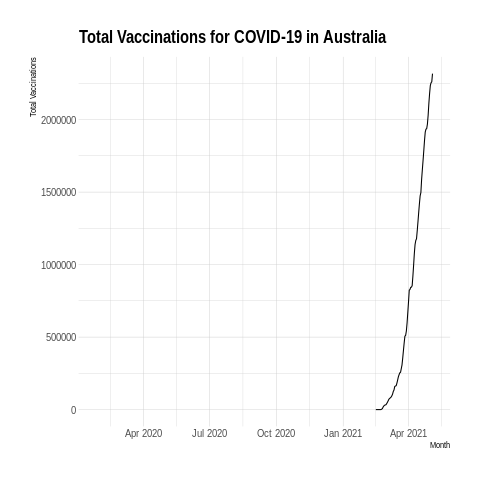 Total Vaccinations for COVID-19 in Australia
Total Vaccinations
2000000
1500000
1000000
500000
0
Apr 2020
Jul 2020
Oct 2020
Jan 2021
Apr 2021
Month